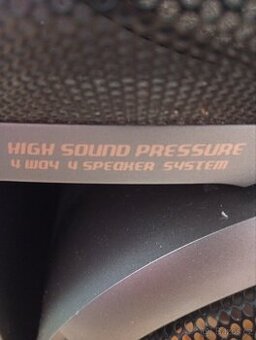 HIGH SOUND PRESSURE
4 WAY 4 SPEAKER SYSTEM